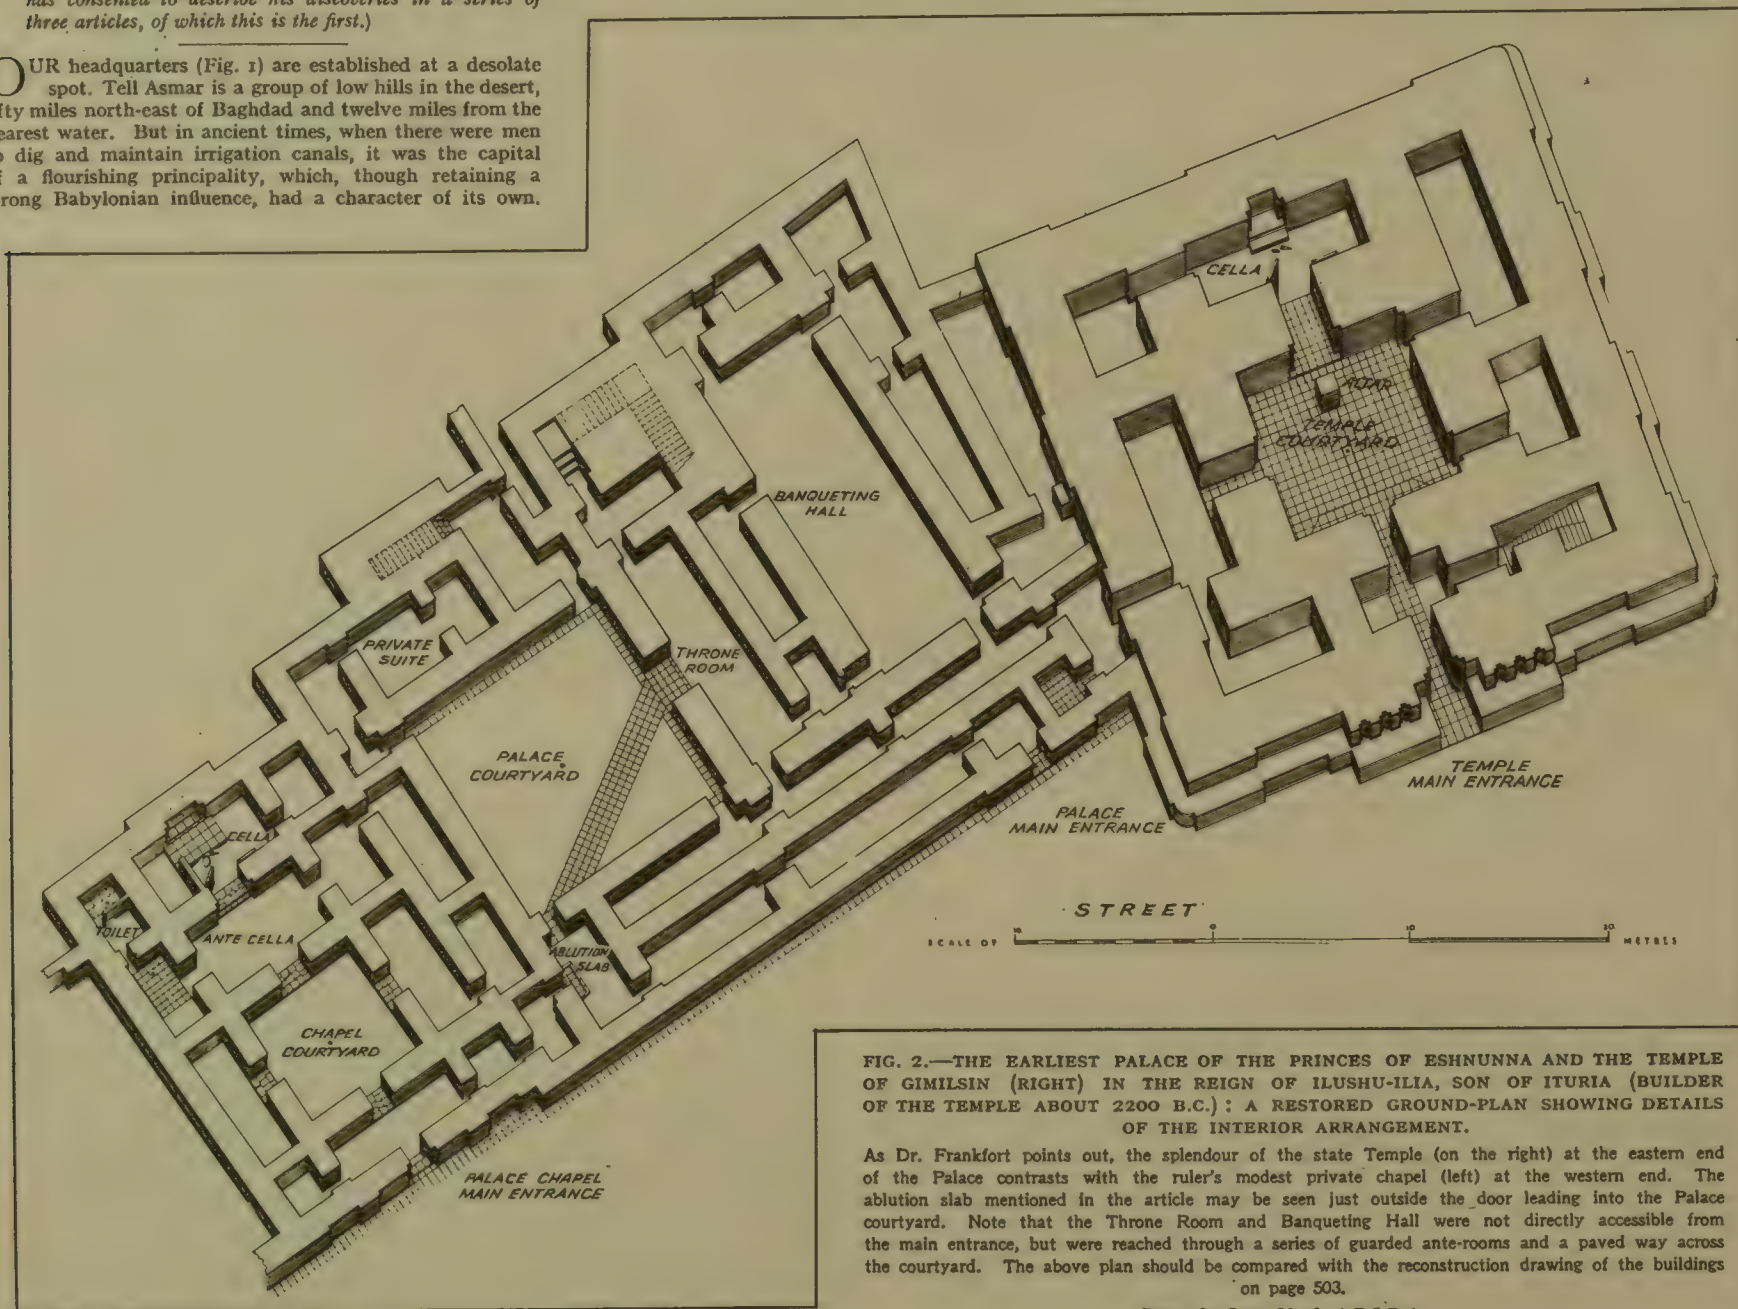 three articles, of which this is the first.)
OUR headquarters (Fig. 1) are established at a desolate
spot. Tell Asmar is a group of low hills in the desert,
miles north-east of Baghdad and twelve miles from the
water. But in ancient times, when there were men
dig and maintain irrigation canals, it was the capital
a flourishing principality, which, though retaining a
Babylonian influence, had a character of its own.
CELLA
ALTAR
TEMPLE
COURTYARD
BANQUETING
HALL
PRIVATE
SUITE
THRONE
ROOM
PALACE
COURTYARD
TEMPLE
MAIN ENTRANCE
PALACE
MAIN ENTRANCE
CELLA
TOILET
ANTE CELLA
ABLUTION
SLAB
STREET
SCALE OF 10 0 10 20 METRES
CHAPEL
COURTYARD
PALACE CHAPEL
MAIN ENTRANCE
FIG. 2.—THE EARLIEST PALACE OF THE PRINCES OF ESHNUNNA AND THE TEMPLE
OF GIMILSIN (RIGHT) IN THE REIGN OF ILUSHU-ILIA, SON OF ITURIA (BUILDER
OF THE TEMPLE ABOUT 2200 B.C.): A RESTORED GROUND-PLAN SHOWING DETAILS
OF THE INTERIOR ARRANGEMENT.
As Dr. Frankfort points out, the splendour of the state Temple (on the right) at the eastern end
of the Palace contrasts with the ruler's modest private chapel (left) at the western end. The
ablution slab mentioned in the article may be seen just outside the door leading into the Palace
courtyard. Note that the Throne Room and Banqueting Hall were not directly accessible from
the main entrance, but were reached through a series of guarded ante-rooms and a paved way across
the courtyard. The above plan should be compared with the reconstruction drawing of the buildings
on page 503.